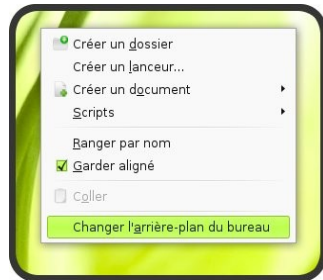 Créer un dossier
Créer un lanceur...
Créer un document
Scripts
Ranger par nom
Garder aligné
Coller
Changer l'arrière-plan du bureau